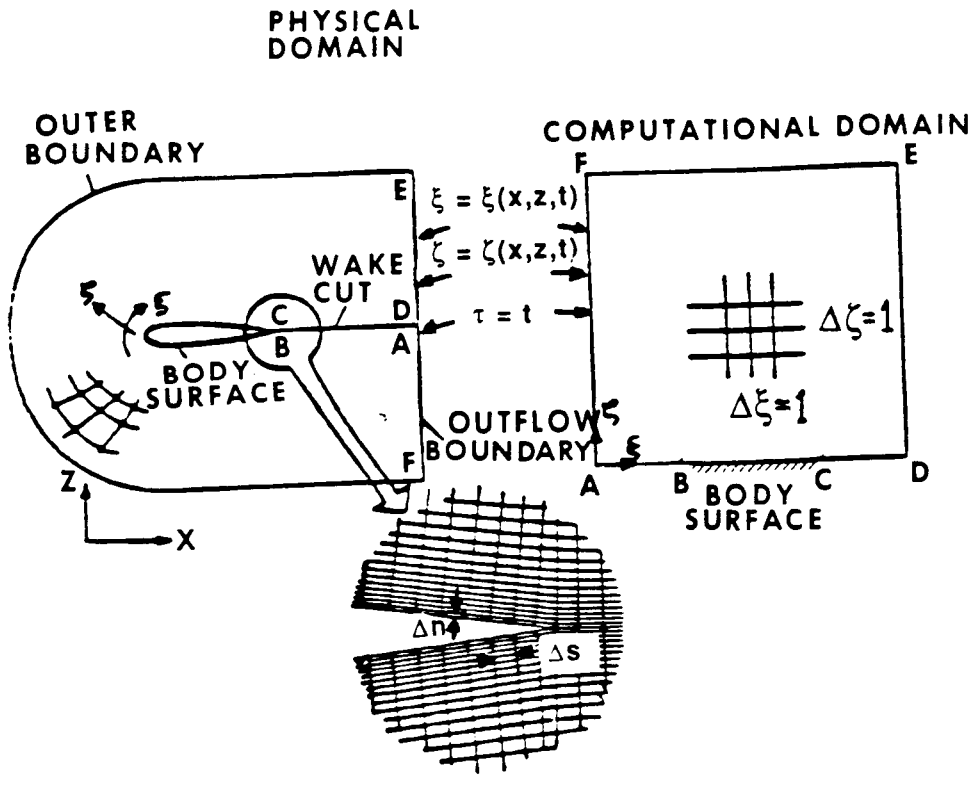 PHYSICAL
DOMAIN
OUTER
BOUNDARY
COMPUTATIONAL DOMAIN
F
E
E
ξ = ξ(x,z,t)
ζ = ζ(x,z,t)
τ = t
WAKE
CUT
ζ
ξ
C
B
D
A
BODY
SURFACE
Δζ=1
Δξ=1
OUTFLOW
BOUNDARY
F
ζ
ξ
A
B
C
D
BODY
SURFACE
Z
X
Δn
Δs